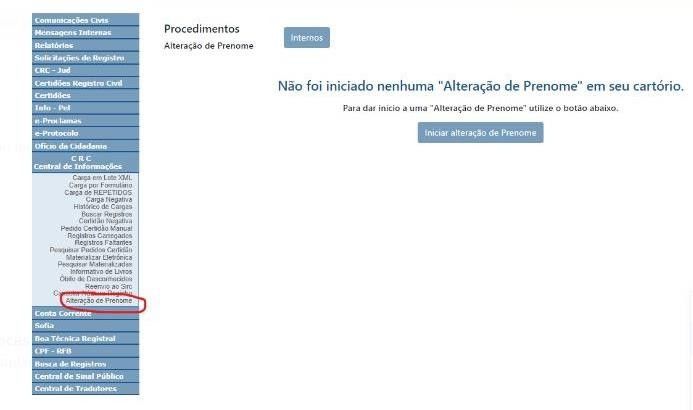 Comunicações Civis
Mensagens Internas
Relatórios
Solicitações de Registro
CRC - Jud
Certidões Registro Civil
Certidões
Info - Pel
e-Proclamas
e-Protocolo
Ofício da Cidadania
C R C
Central de Informações
Carga em Lote XML
Carga por Formulário
Carga de REPETIDOS
Carga Negativa
Histórico de Cargas
Buscar Registros
Certidão Negativa
Pedido Certidão Manual
Registros Carregados
Registros Faltantes
Pesquisar Pedidos Certidão
Materializar Eletrônica
Pesquisar Materializadas
Informativo de Livros
Óbito de Desconhecidos
Reenvio ao Sirc
Alteração de Prenome
Conta Corrente
Sofia
Boa Técnica Registral
CPF - RFB
Busca de Registros
Central de Sinal Público
Central de Tradutores
Procedimentos
Alteração de Prenome
Internos
Não foi iniciado nenhuma "Alteração de Prenome" em seu cartório.
Para dar início a uma "Alteração de Prenome" utilize o botão abaixo.
Iniciar alteração de Prenome